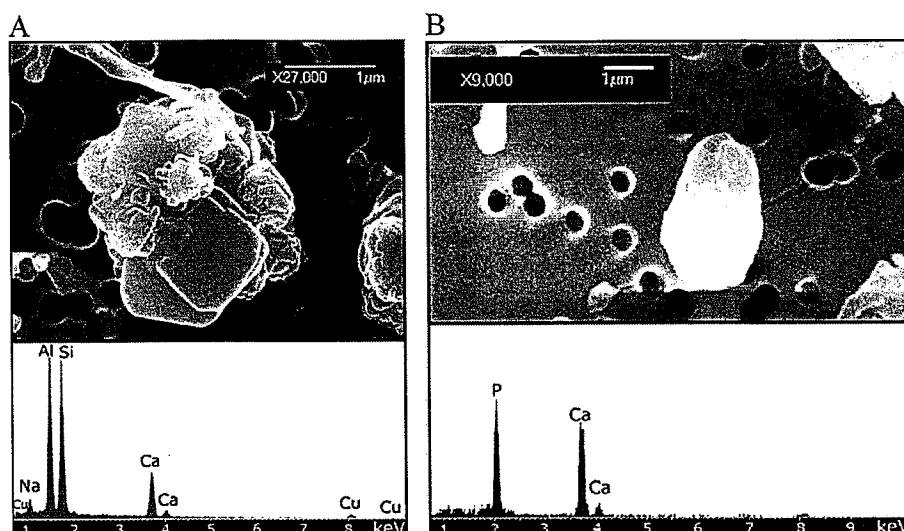 A
X27,000 1µm
Al Si
Na Ca
Cu Ca Cu Cu
1 2 3 4 5 6 7 8 keV
B
X9,000 1µm
P
Ca
Ca
1 2 3 4 5 6 7 8 keV